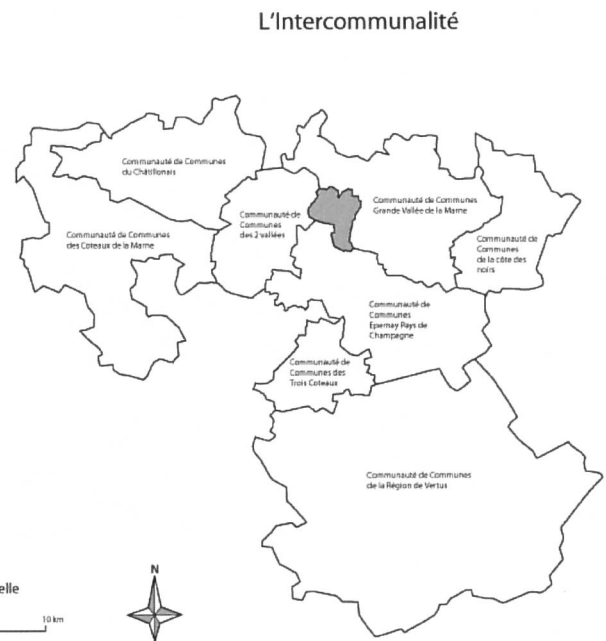 L'Intercommunalité
Communauté de Communes
du Châtillonais
Communauté de Communes
des Coteaux de la Marne
Communauté de
Communes
des 2 vallées
Communauté de Communes
Grande Vallée de la Marne
Communauté de
Communes
de la côte des
noirs
Communauté de
Communes
Epernay Pays de
Champagne
Communauté de
Communes des
Trois Coteaux
Communauté de Communes
de la Région de Vertus
elle
10 km
N